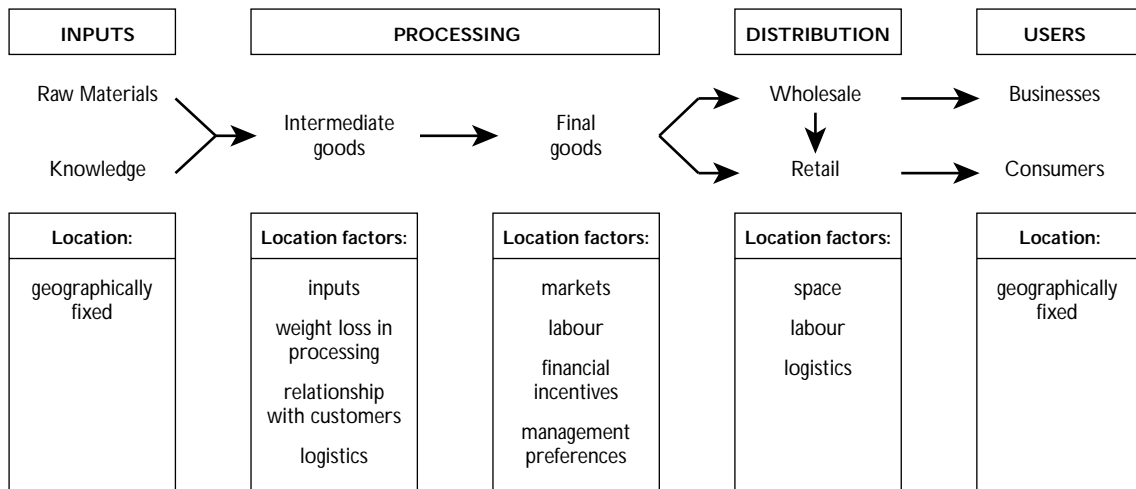 INPUTS
PROCESSING
DISTRIBUTION
USERS
Raw Materials
Knowledge
Intermediate
goods
Final
goods
Wholesale
Retail
Businesses
Consumers
Location:
geographically
fixed
Location factors:
inputs
weight loss in
processing
relationship
with customers
logistics
Location factors:
markets
labour
financial
incentives
management
preferences
Location factors:
space
labour
logistics
Location:
geographically
fixed